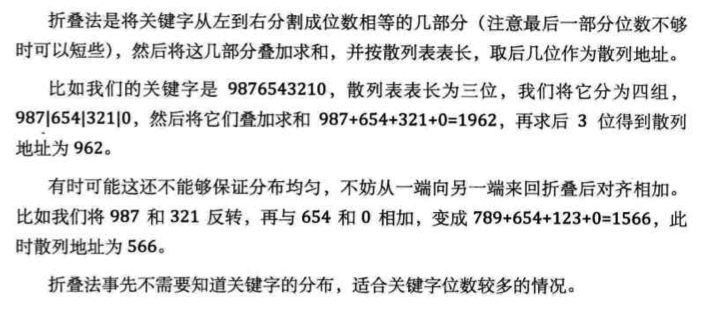 折叠法是将关键字从左到右分割成位数相等的几部分（注意最后一部分位数不够
时可以短些），然后将这几部分叠加求和，并按散列表表长，取后几位作为散列地址。
比如我们的关键字是 9876543210，散列表表长为三位，我们将它分为四组，
987|654|321|0，然后将它们叠加求和 987+654+321+0=1962，再求后 3 位得到散列
地址为 962。
有时可能这还不能够保证分布均匀，不妨从一端向另一端来回折叠后对齐相加。
比如我们将 987 和 321 反转，再与 654 和 0 相加，变成 789+654+123+0=1566，此
时散列地址为 566。
折叠法事先不需要知道关键字的分布，适合关键字位数较多的情况。